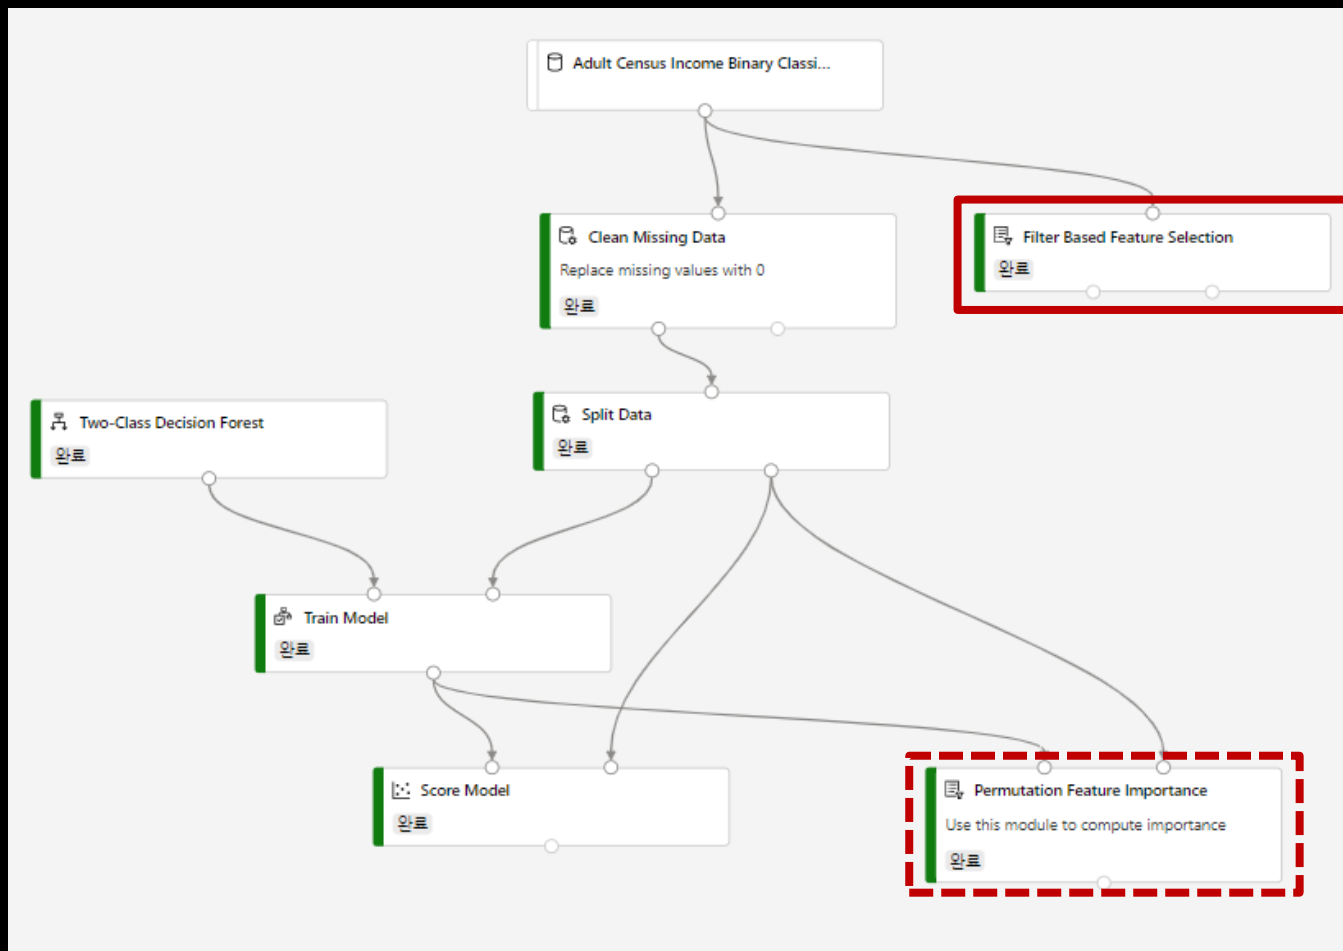 Adult Census Income Binary Classi...
Clean Missing Data
Replace missing values with 0
완료
Filter Based Feature Selection
완료
Two-Class Decision Forest
완료
Split Data
완료
Train Model
완료
Score Model
완료
Permutation Feature Importance
Use this module to compute importance
완료